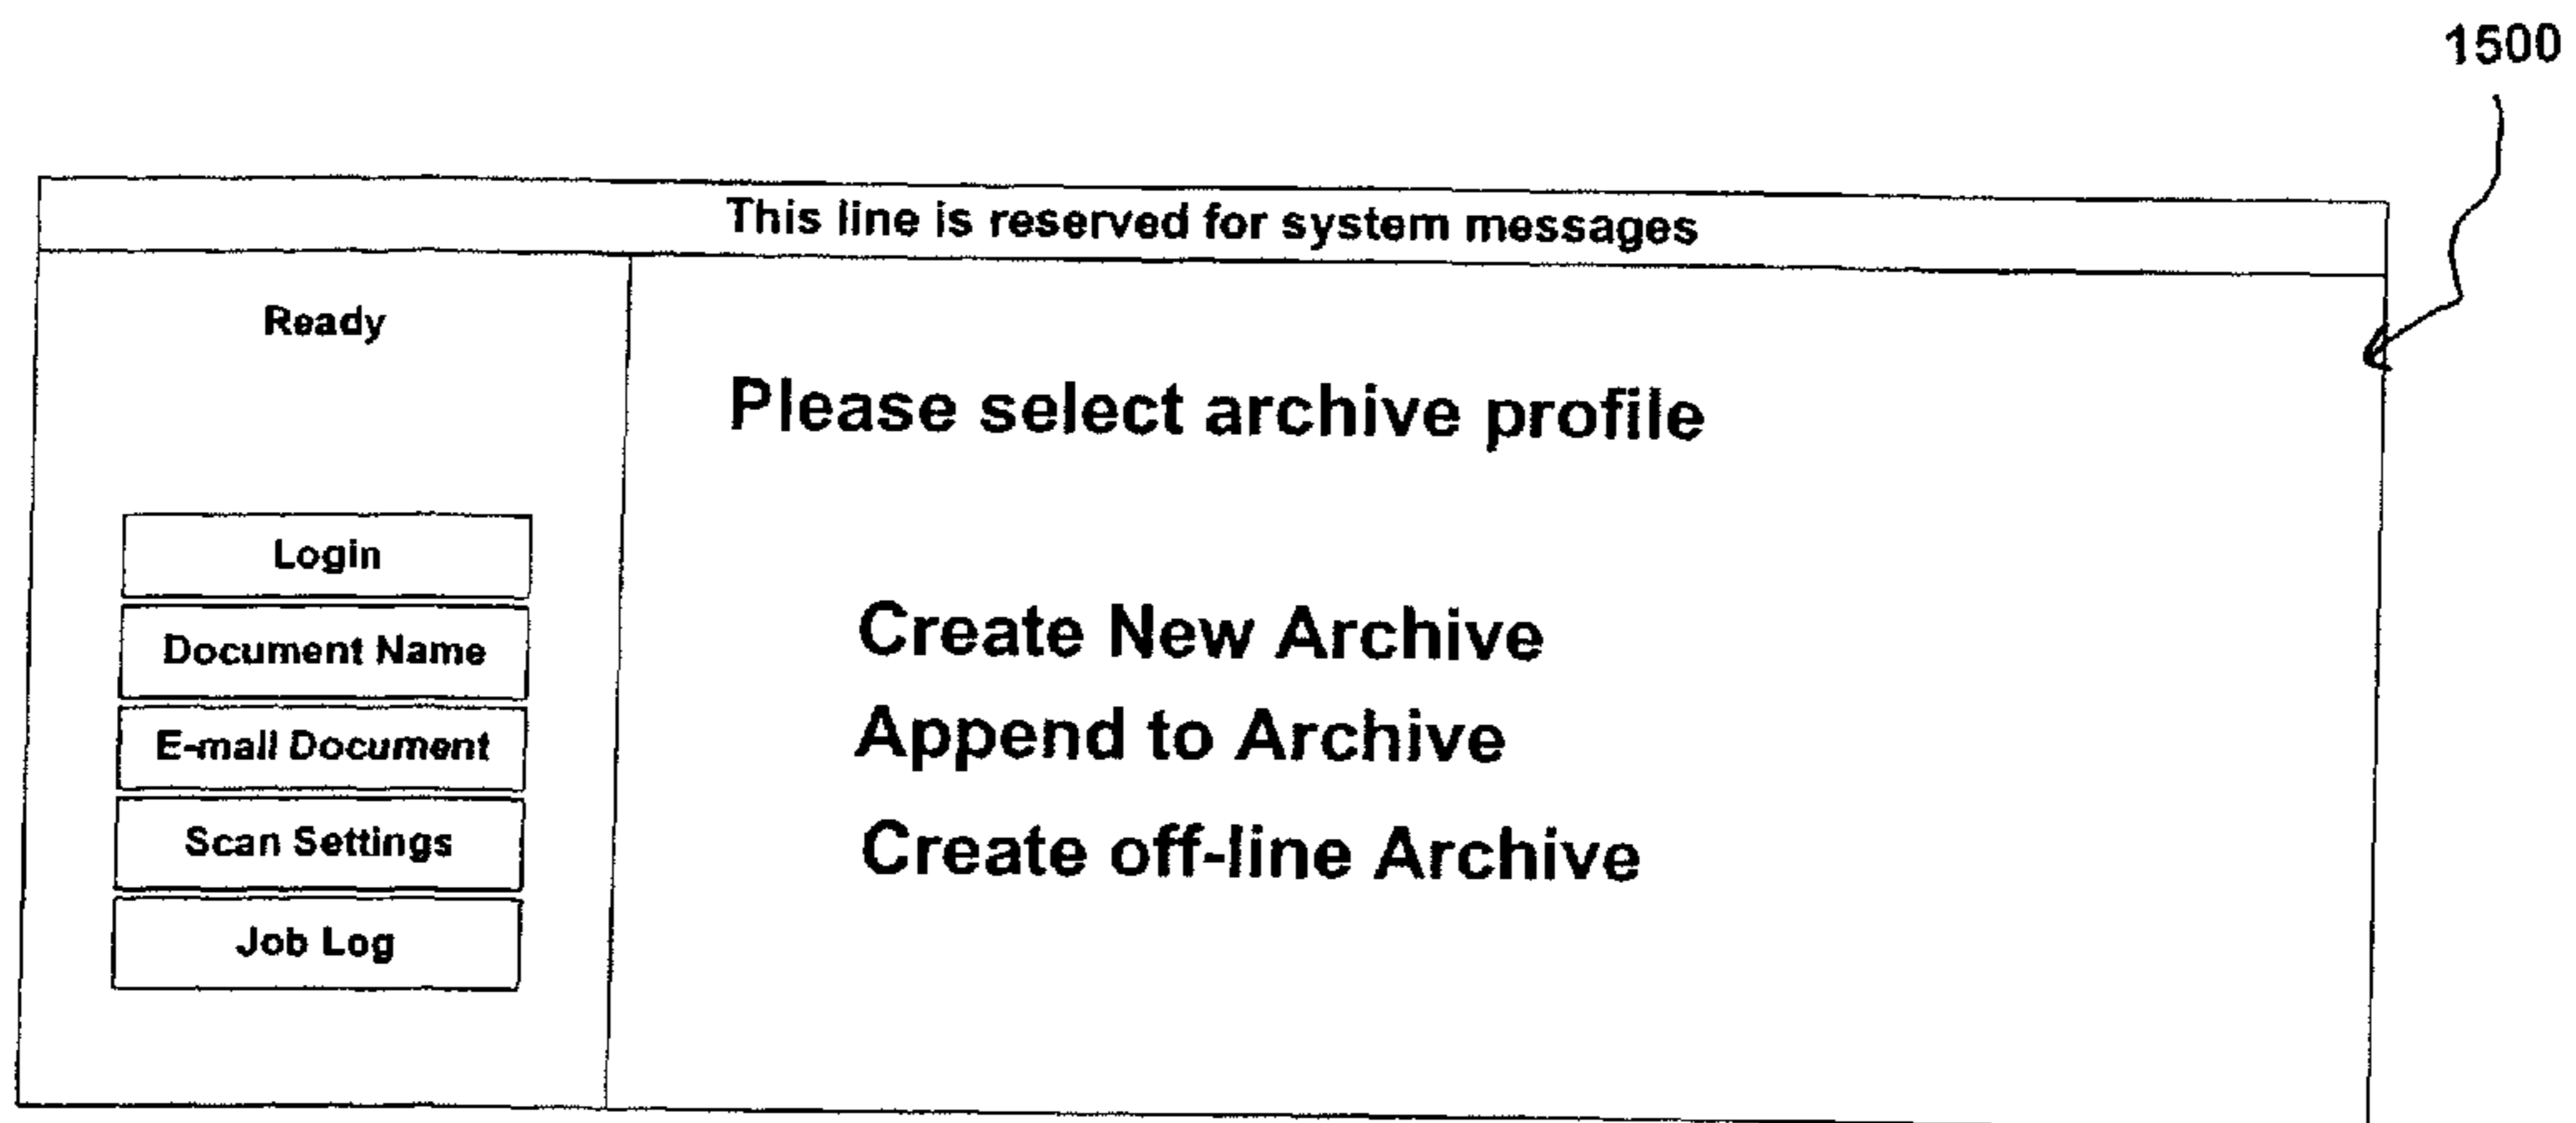 1500
This line is reserved for system messages
Ready
Login
Document Name
E-mail Document
Scan Settings
Job Log
Please select archive profile
Create New Archive
Append to Archive
Create off-line Archive